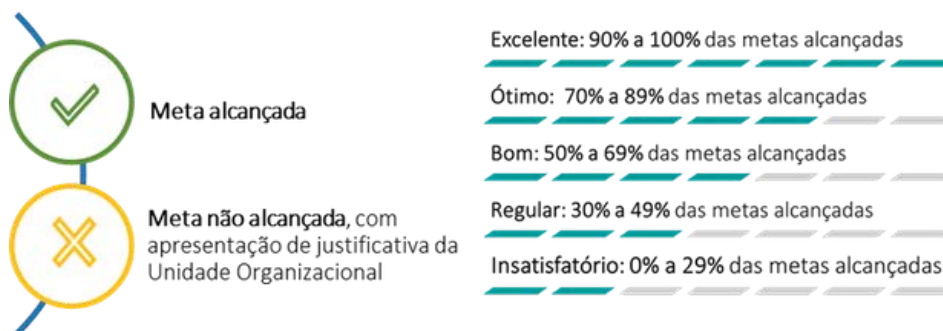 Meta alcançada
Meta não alcançada, com
apresentação de justificativa da
Unidade Organizacional
Excelente: 90% a 100% das metas alcançadas
Ótimo: 70% a 89% das metas alcançadas
Bom: 50% a 69% das metas alcançadas
Regular: 30% a 49% das metas alcançadas
Insatisfatório: 0% a 29% das metas alcançadas